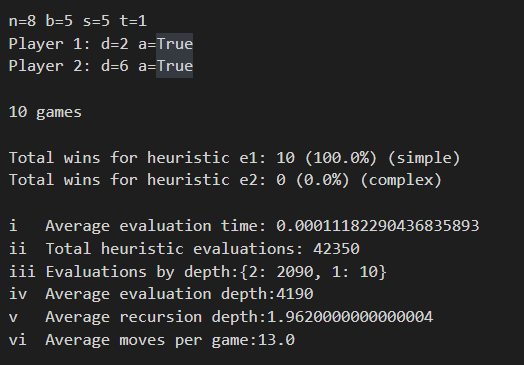 n=8 b=5 s=5 t=1
Player 1: d=2 a=True
Player 2: d=6 a=True
10 games
Total wins for heuristic e1: 10 (100.0%) (simple)
Total wins for heuristic e2: 0 (0.0%) (complex)
i   Average evaluation time: 0.00011182290436835893
ii  Total heuristic evaluations: 42350
iii Evaluations by depth:{2: 2090, 1: 10}
iv  Average evaluation depth:4190
v   Average recursion depth:1.9620000000000004
vi  Average moves per game:13.0